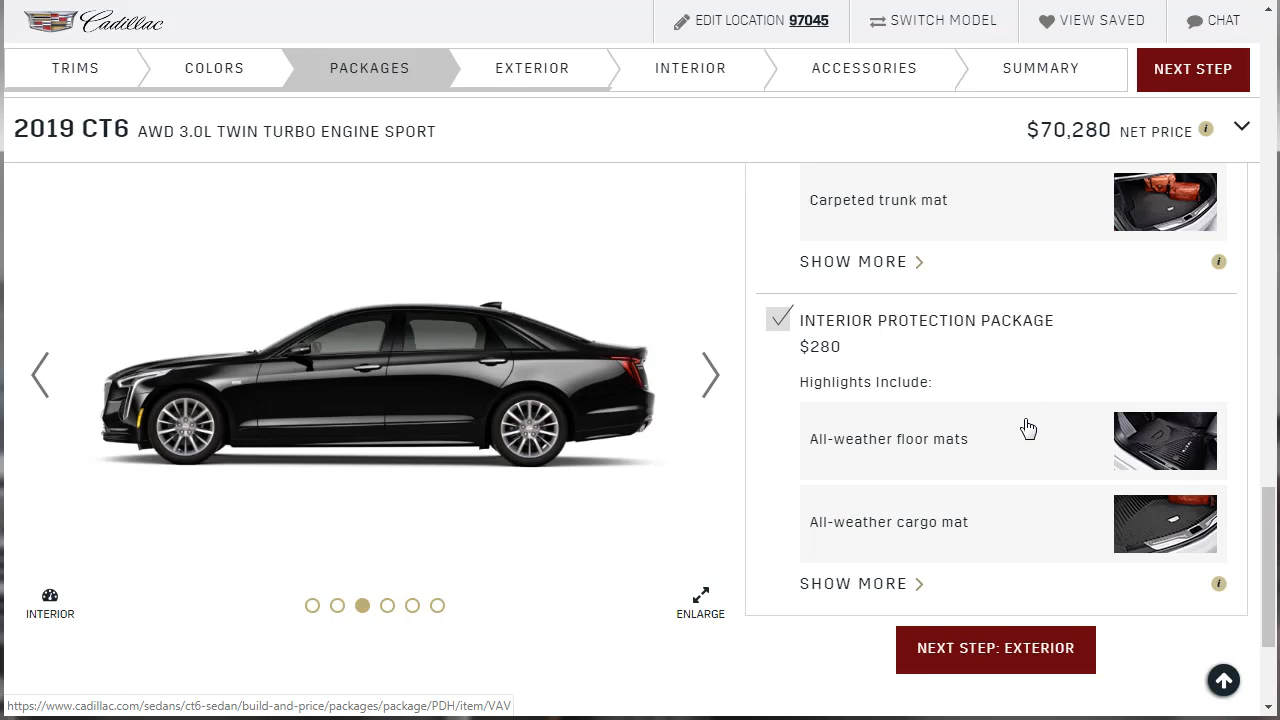 Cadillac
EDIT LOCATION 97045
SWITCH MODEL
VIEW SAVED
CHAT
TRIMS
COLORS
PACKAGES
EXTERIOR
INTERIOR
ACCESSORIES
SUMMARY
NEXT STEP
2019 CT6 AWD 3.0L TWIN TURBO ENGINE SPORT
$70,280 NET PRICE i
Carpeted trunk mat
SHOW MORE i
INTERIOR PROTECTION PACKAGE
$280
Highlights Include:
All-weather floor mats
All-weather cargo mat
SHOW MORE i
INTERIOR
ENLARGE
NEXT STEP: EXTERIOR
https://www.cadillac.com/sedans/ct6-sedan/build-and-price/packages/package/PDH/item/VAV